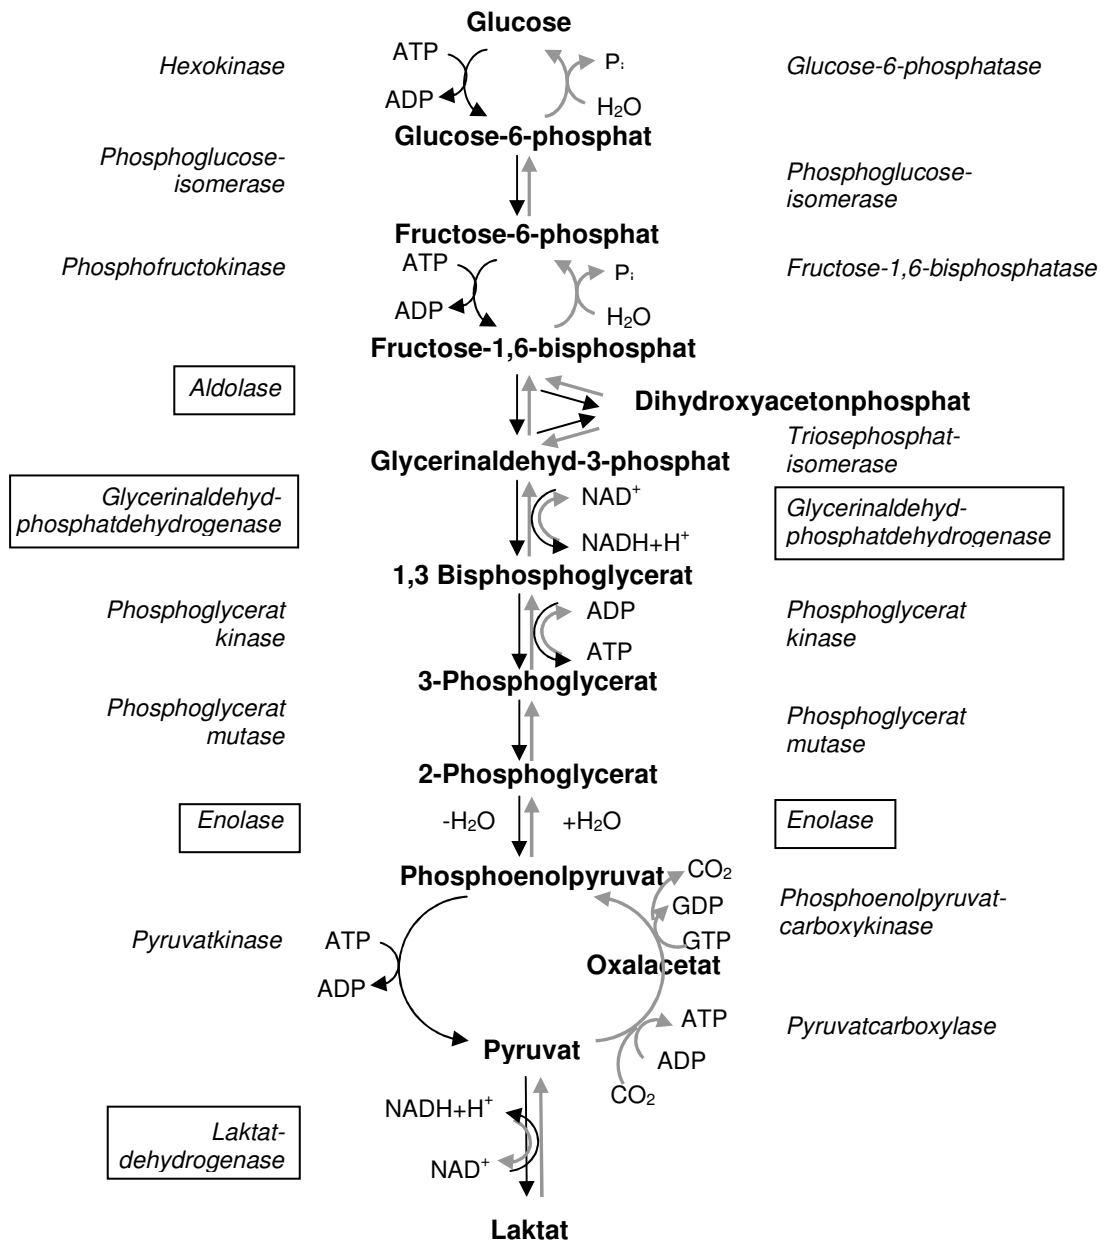 Glucose
Hexokinase
ATP
Pi
Glucose-6-phosphatase
ADP
H2O
Glucose-6-phosphat
Phosphoglucose-
isomerase
Phosphoglucose-
isomerase
Fructose-6-phosphat
Phosphofructokinase
ATP
Pi
Fructose-1,6-bisphosphatase
ADP
H2O
Fructose-1,6-bisphosphat
Aldolase
Dihydroxyacetonphosphat
Triosephosphat-
isomerase
Glycerinaldehyd-3-phosphat
Glycerinaldehyd-
phosphatdehydrogenase
NAD+
NADH+H+
Glycerinaldehyd-
phosphatdehydrogenase
1,3 Bisphosphoglycerat
Phosphoglycerat
kinase
ADP
ATP
Phosphoglycerat
kinase
3-Phosphoglycerat
Phosphoglycerat
mutase
Phosphoglycerat
mutase
2-Phosphoglycerat
Enolase
-H2O
+H2O
Enolase
Phosphoenolpyruvat
CO2
GDP
GTP
Phosphoenolpyruvat-
carboxykinase
Pyruvatkinase
ATP
ADP
Oxalacetat
ATP
ADP
Pyruvatcarboxylase
Pyruvat
CO2
Laktat-
dehydrogenase
NADH+H+
NAD+
Laktat